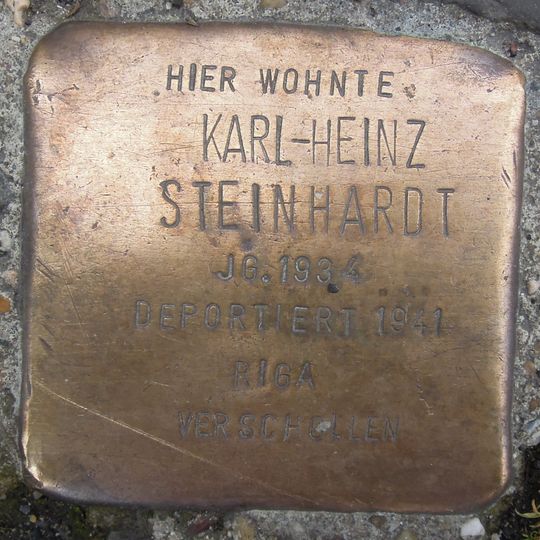 HIER WOHNTE
KARL-HEINZ
STEINHARDT
JG. 1934
DEPORTIERT 1941
RIGA
VERSCHOLLEN